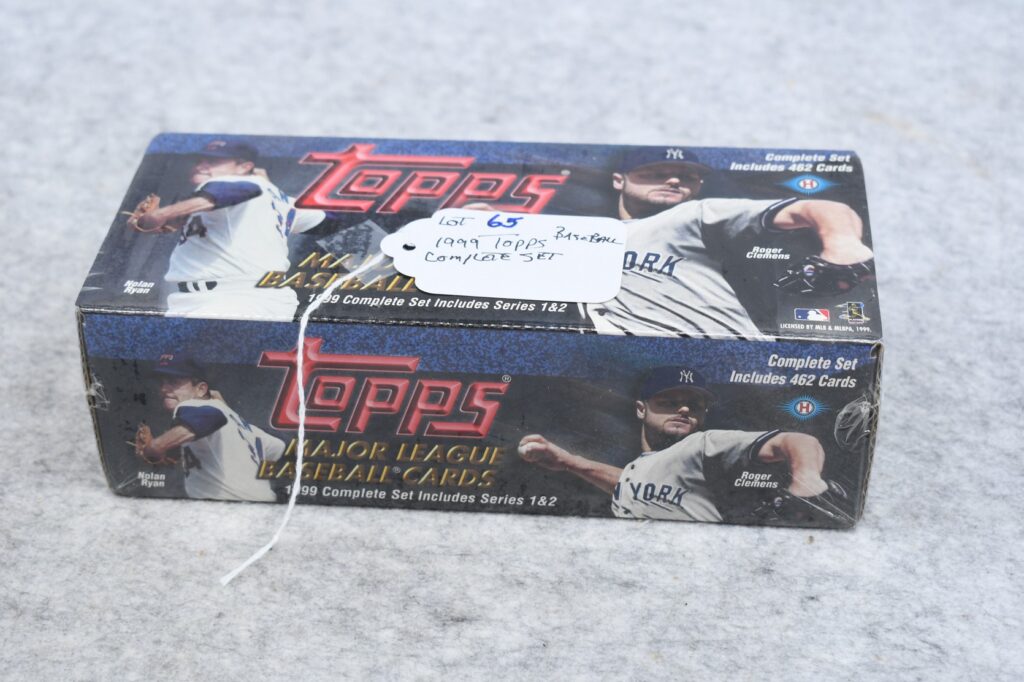 Topps®
Complete Set
Includes 462 Cards
H
LOT 65
1999 Topps BASEBALL
COMPLETE SET
Nolan
Ryan
YORK
Roger
Clemens
BASEBALL
1999 Complete Set Includes Series 1&2
LICENSED BY MLB & MLBPA, 1999.
Topps®
Complete Set
Includes 462 Cards
H
MAJOR LEAGUE
BASEBALL® CARDS
Nolan
Ryan
YORK
Roger
Clemens
1999 Complete Set Includes Series 1&2